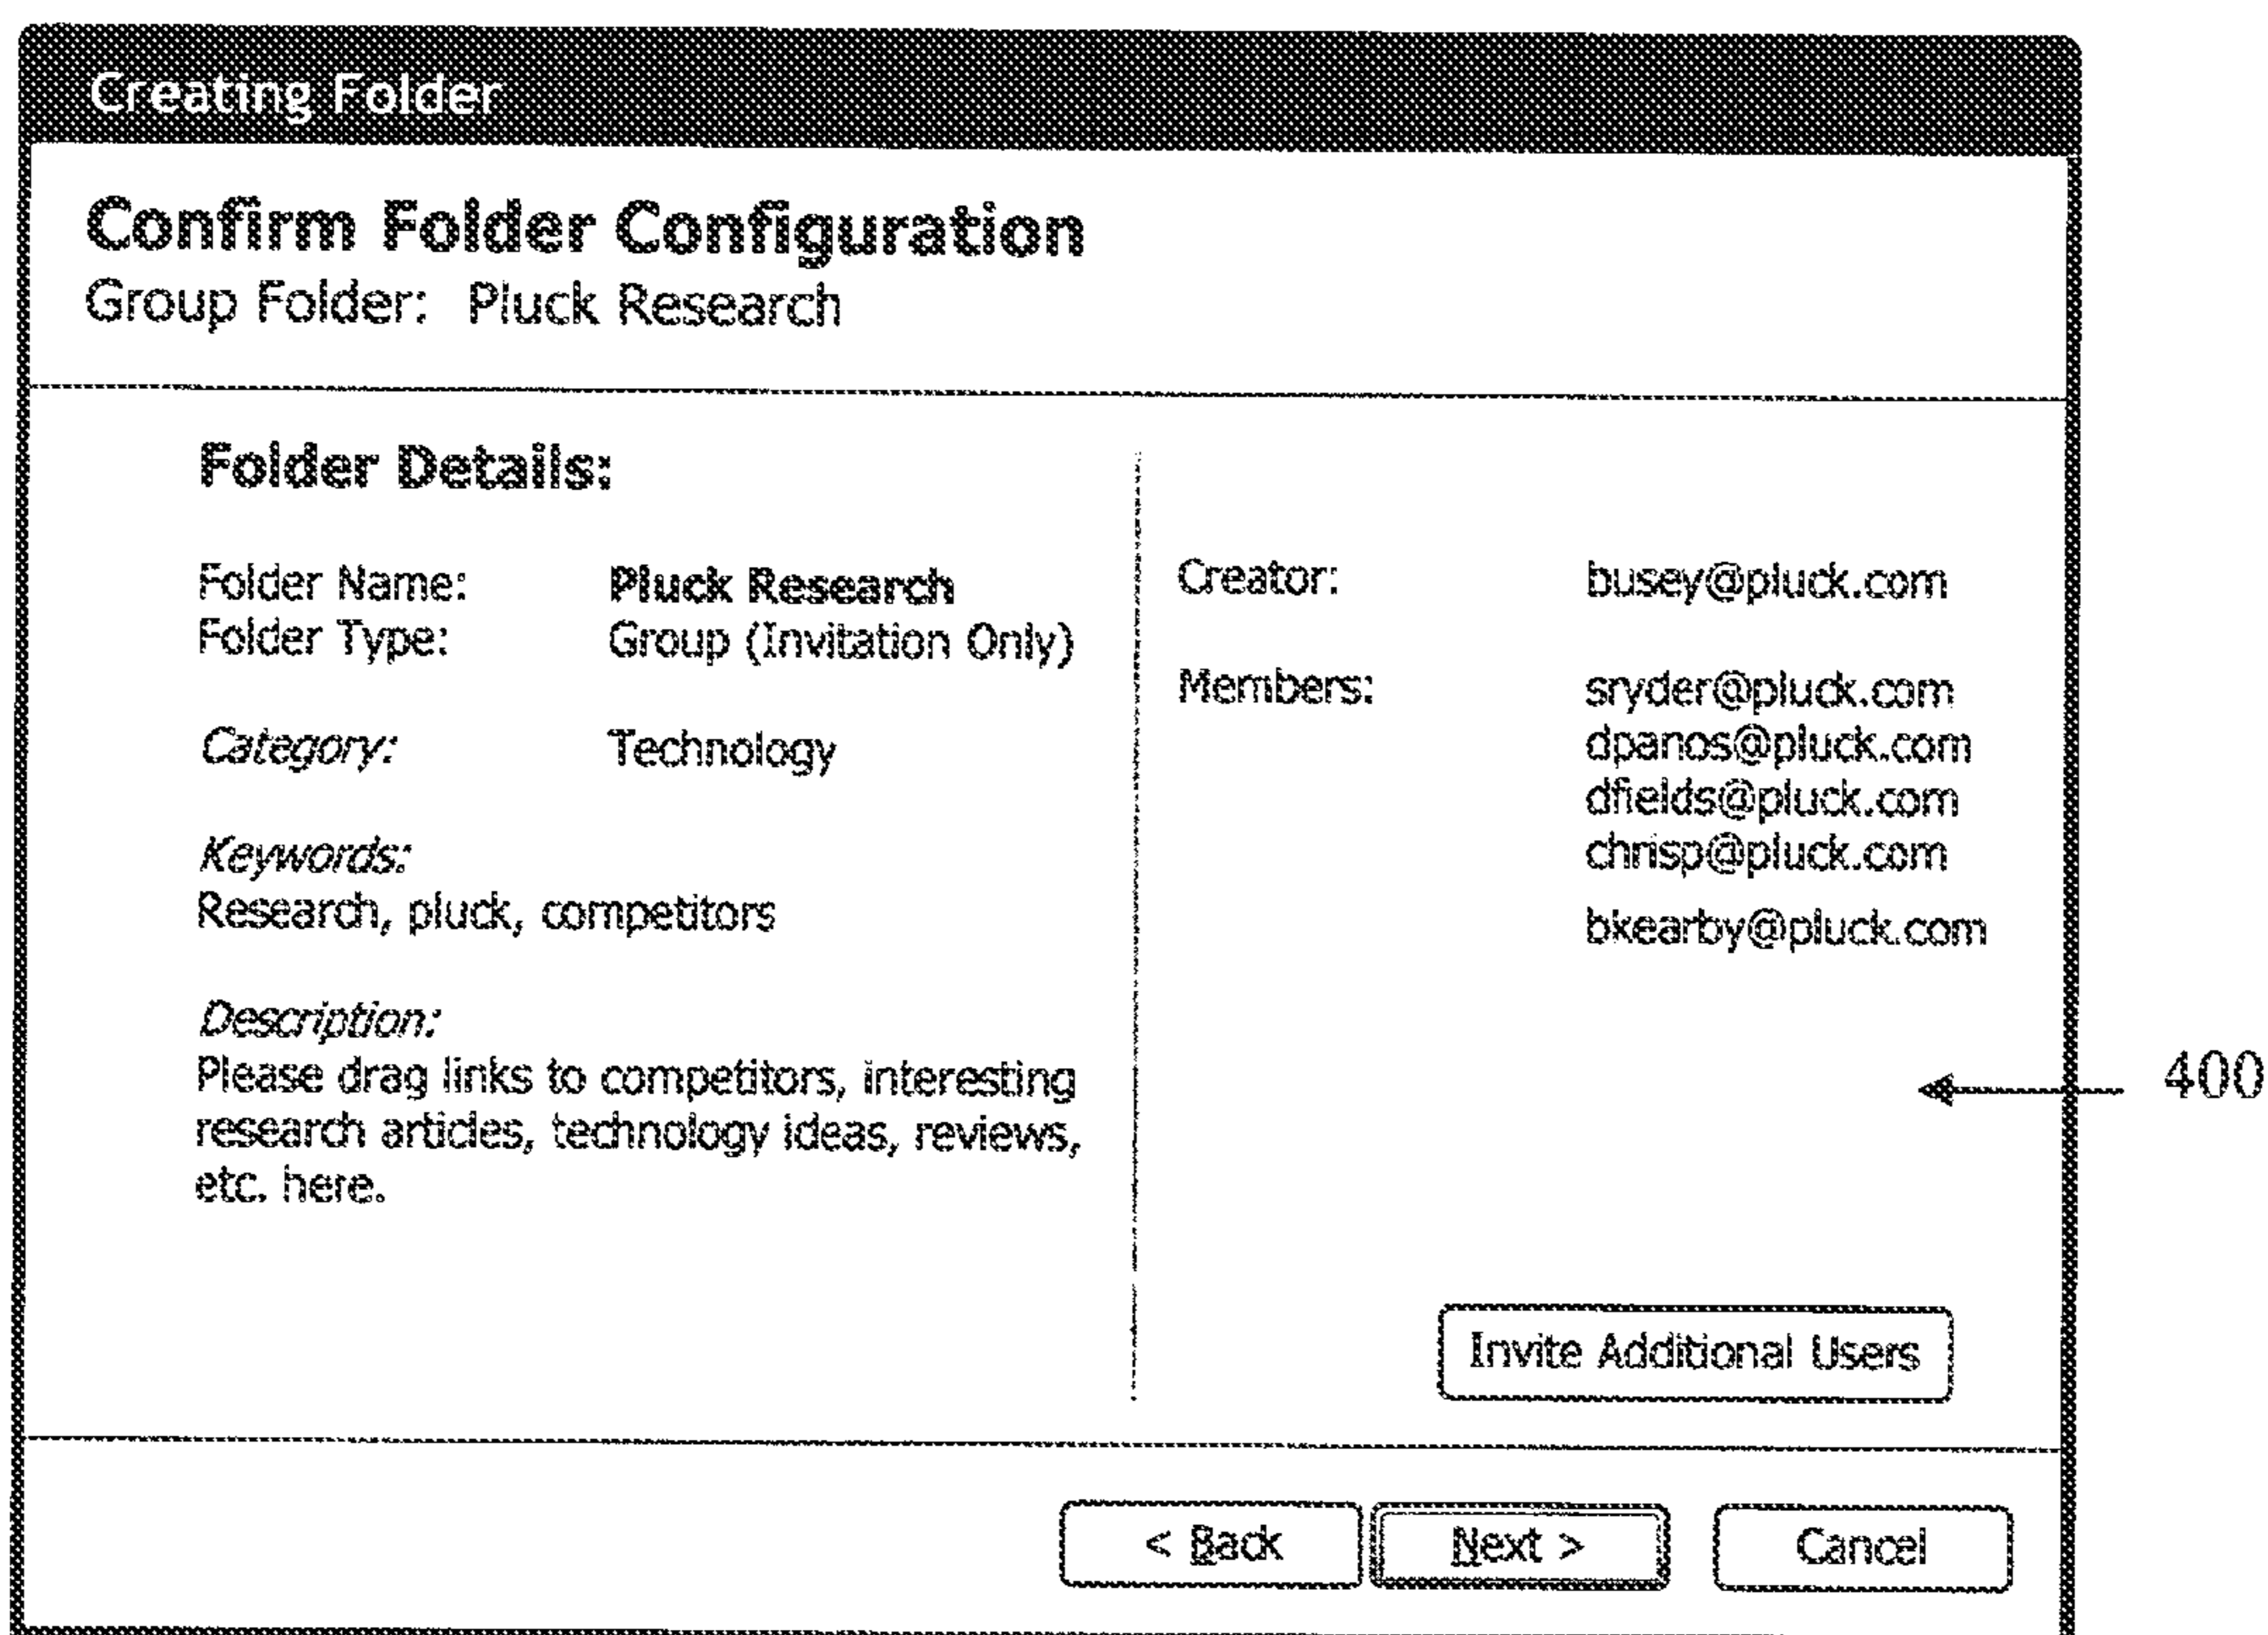 Creating Folder
Confirm Folder Configuration
Group Folder: Pluck Research
Folder Details:
Folder Name: Pluck Research
Folder Type: Group (Invitation Only)
Category: Technology
Keywords:
Research, pluck, competitors
Description:
Please drag links to competitors, interesting
research articles, technology ideas, reviews,
etc. here.
Creator: busey@pluck.com
Members: sryder@pluck.com
dpanos@pluck.com
dfields@pluck.com
chrisp@pluck.com
bkearby@pluck.com
400
Invite Additional Users
< Back
Next >
Cancel